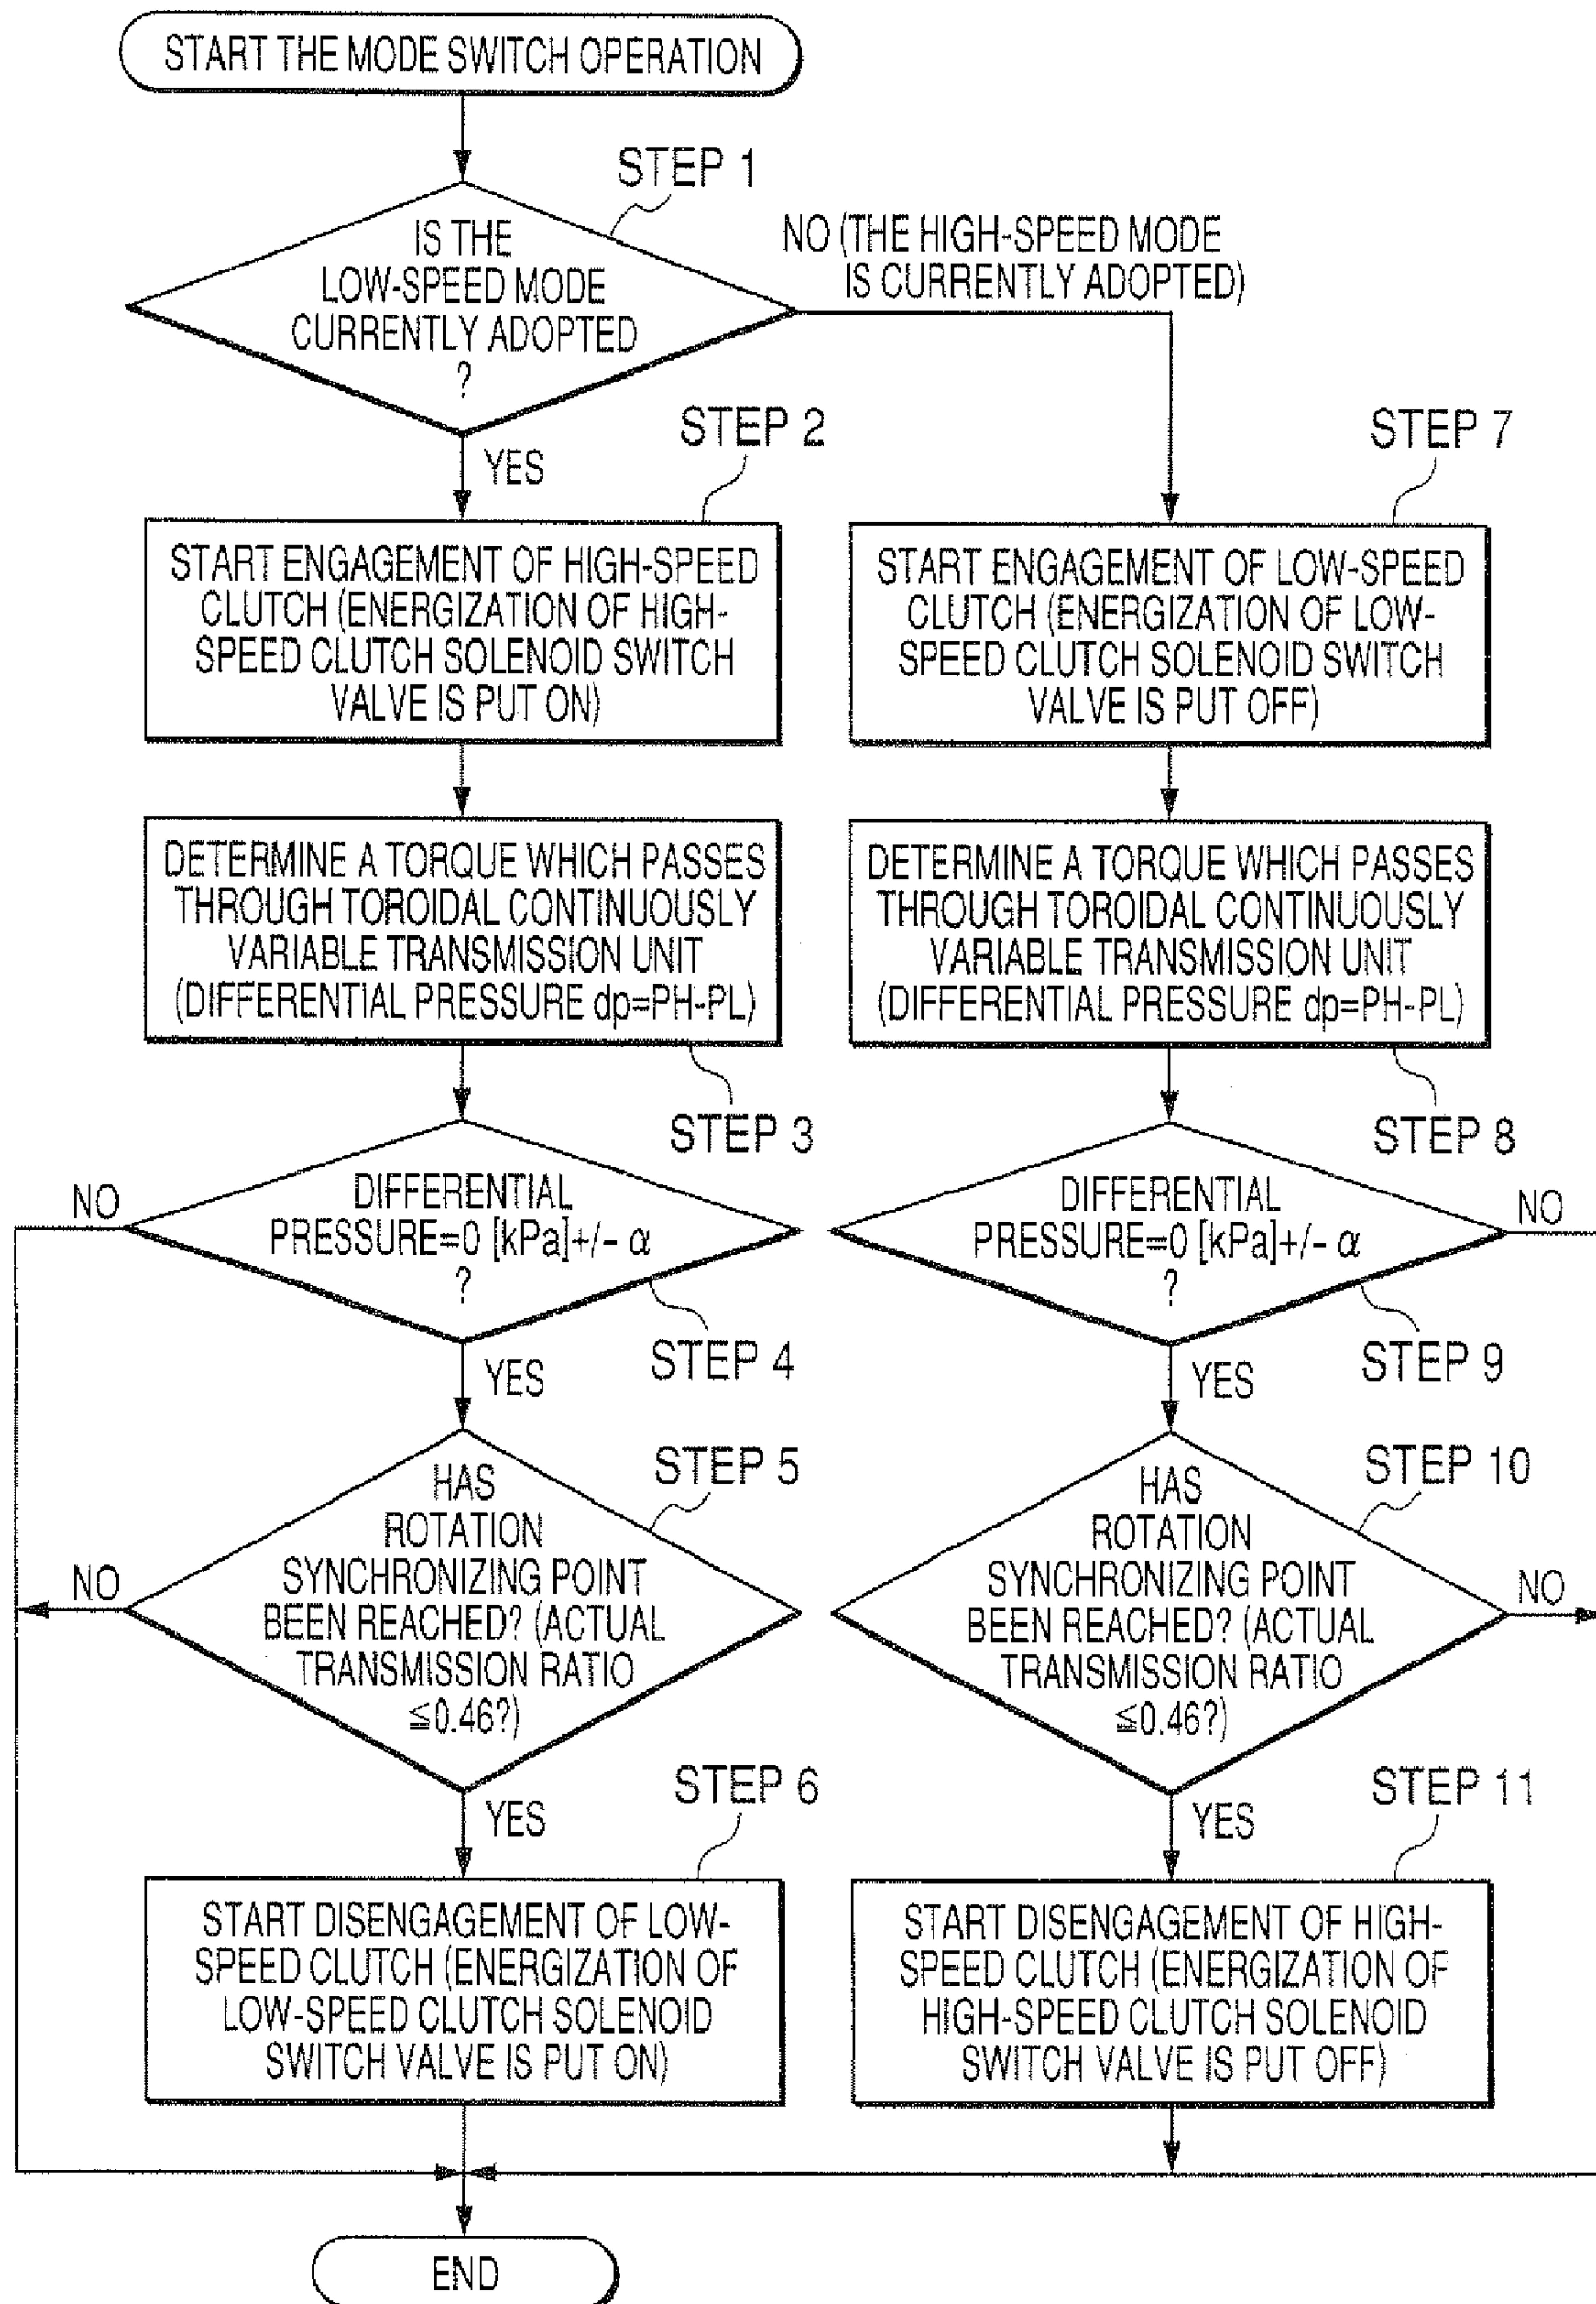 START THE MODE SWITCH OPERATION
STEP 1
IS THE
LOW-SPEED MODE
CURRENTLY ADOPTED
?
NO (THE HIGH-SPEED MODE
IS CURRENTLY ADOPTED)
YES
STEP 2
START ENGAGEMENT OF HIGH-SPEED
CLUTCH (ENERGIZATION OF HIGH-
SPEED CLUTCH SOLENOID SWITCH
VALVE IS PUT ON)
DETERMINE A TORQUE WHICH PASSES
THROUGH TOROIDAL CONTINUOUSLY
VARIABLE TRANSMISSION UNIT
(DIFFERENTIAL PRESSURE dp=PH-PL)
STEP 3
NO
DIFFERENTIAL
PRESSURE=0 [kPa]+/- α
?
STEP 4
YES
STEP 5
HAS
ROTATION
SYNCHRONIZING POINT
BEEN REACHED? (ACTUAL
TRANSMISSION RATIO
≦0.46?)
NO
YES
STEP 6
START DISENGAGEMENT OF LOW-
SPEED CLUTCH (ENERGIZATION OF
LOW-SPEED CLUTCH SOLENOID
SWITCH VALVE IS PUT ON)
STEP 7
START ENGAGEMENT OF LOW-SPEED
CLUTCH (ENERGIZATION OF LOW-
SPEED CLUTCH SOLENOID SWITCH
VALVE IS PUT OFF)
DETERMINE A TORQUE WHICH PASSES
THROUGH TOROIDAL CONTINUOUSLY
VARIABLE TRANSMISSION UNIT
(DIFFERENTIAL PRESSURE dp=PH-PL)
STEP 8
DIFFERENTIAL
PRESSURE=0 [kPa]+/- α
?
NO
STEP 9
YES
STEP 10
HAS
ROTATION
SYNCHRONIZING POINT
BEEN REACHED? (ACTUAL
TRANSMISSION RATIO
≦0.46?)
NO
YES
STEP 11
START DISENGAGEMENT OF HIGH-
SPEED CLUTCH (ENERGIZATION OF
HIGH-SPEED CLUTCH SOLENOID
SWITCH VALVE IS PUT OFF)
END